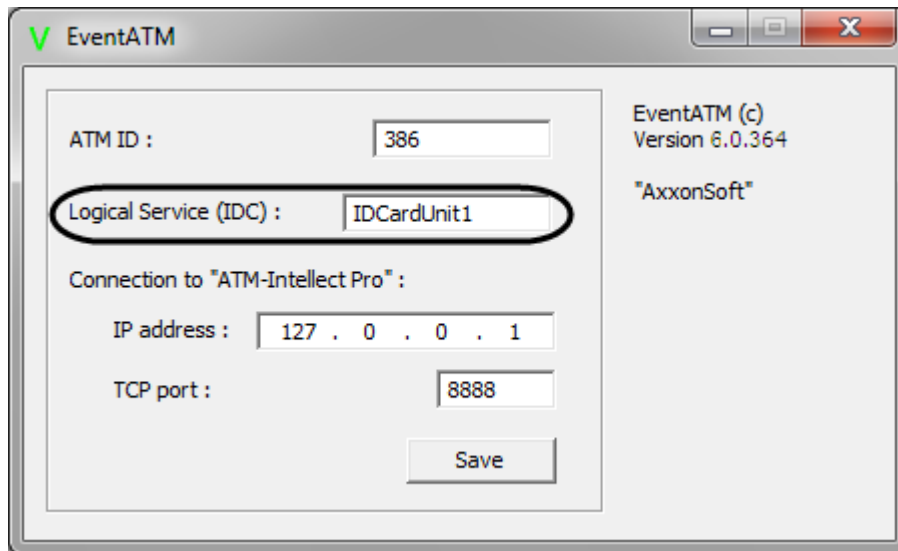 EventATM
ATM ID : 386
Logical Service (IDC) : IDCardUnit1
Connection to "ATM-Intellect Pro" :
IP address : 127 . 0 . 0 . 1
TCP port : 8888
Save
EventATM (c)
Version 6.0.364
"AxxonSoft"